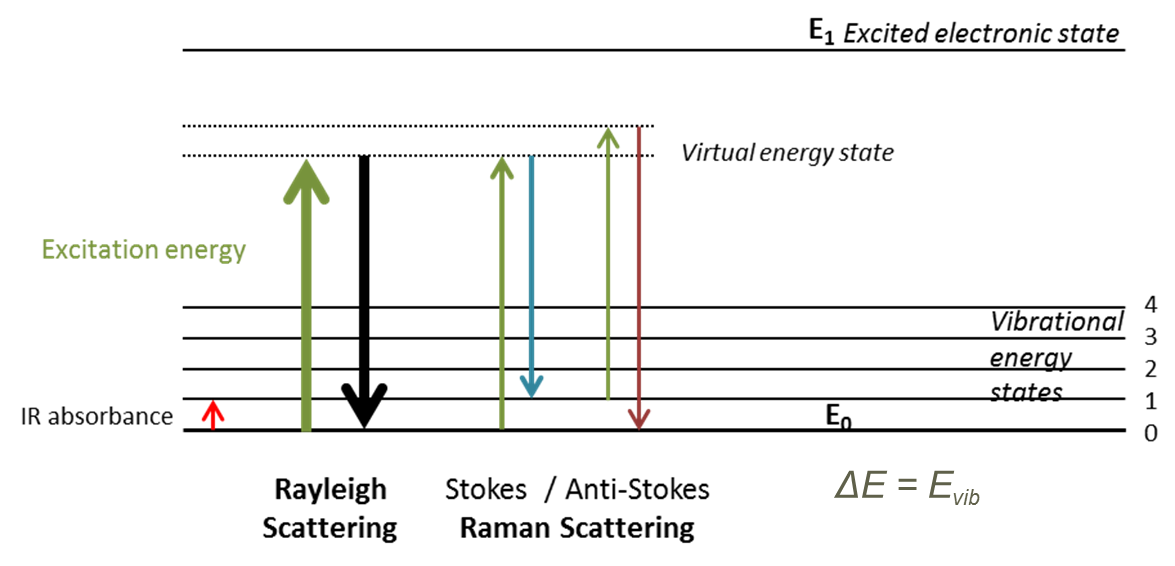 E1 Excited electronic state
Virtual energy state
Excitation energy
4
Vibrational
3
energy
2
states
1
IR absorbance
E0
0
Rayleigh
Scattering
Stokes / Anti-Stokes
Raman Scattering
ΔE = Evib